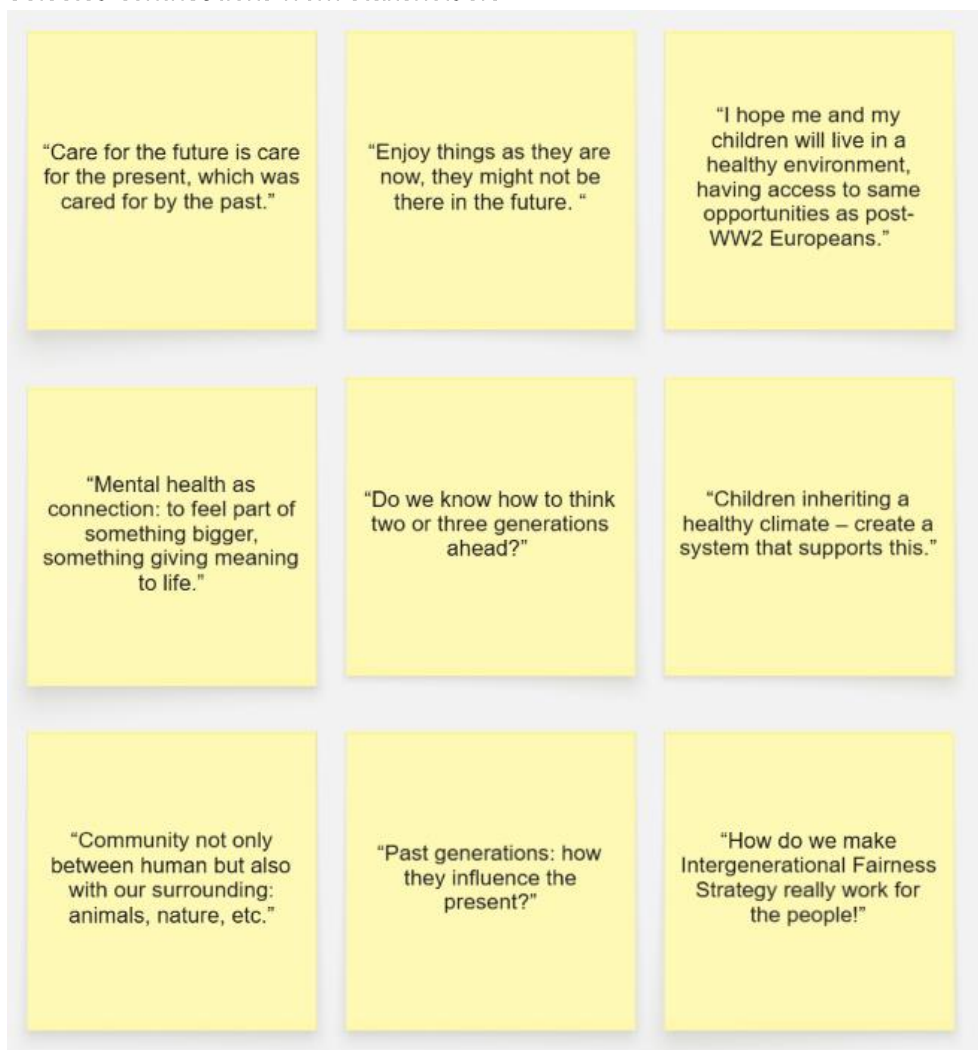 “Care for the future is care
for the present, which was
cared for by the past.”
“Enjoy things as they are
now, they might not be
there in the future. “
“I hope me and my
children will live in a
healthy environment,
having access to same
opportunities as post-
WW2 Europeans.”
“Mental health as
connection: to feel part of
something bigger,
something giving meaning
to life.”
“Do we know how to think
two or three generations
ahead?”
“Children inheriting a
healthy climate – create a
system that supports this.”
“Community not only
between human but also
with our surrounding:
animals, nature, etc.”
“Past generations: how
they influence the
present?”
“How do we make
Intergenerational Fairness
Strategy really work for
the people!”